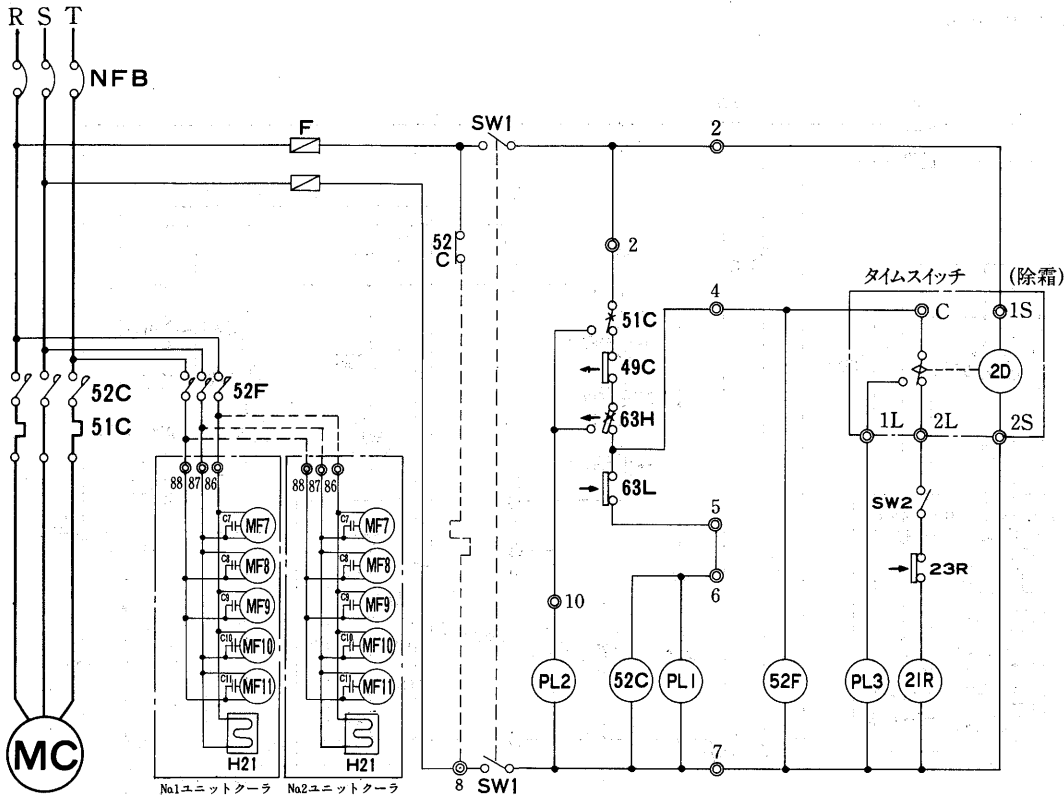 R S T
NFB
F
SW1
2
52
C
2
タイムスイッチ
(除霜)
4
C
1S
51C
49C
2D
52C
52F
63H
51C
1L
2L
2S
88
87
86
88
87
86
63L
SW2
C7
MF7
C7
MF7
5
C8
MF8
C8
MF8
23R
C9
MF9
C9
MF9
6
10
C10
MF10
C10
MF10
C11
MF11
C11
MF11
PL2
52C
PL1
52F
PL3
21R
MC
H21
H21
7
8
SW1
No.1ユニットクーラ
No.2ユニットクーラ